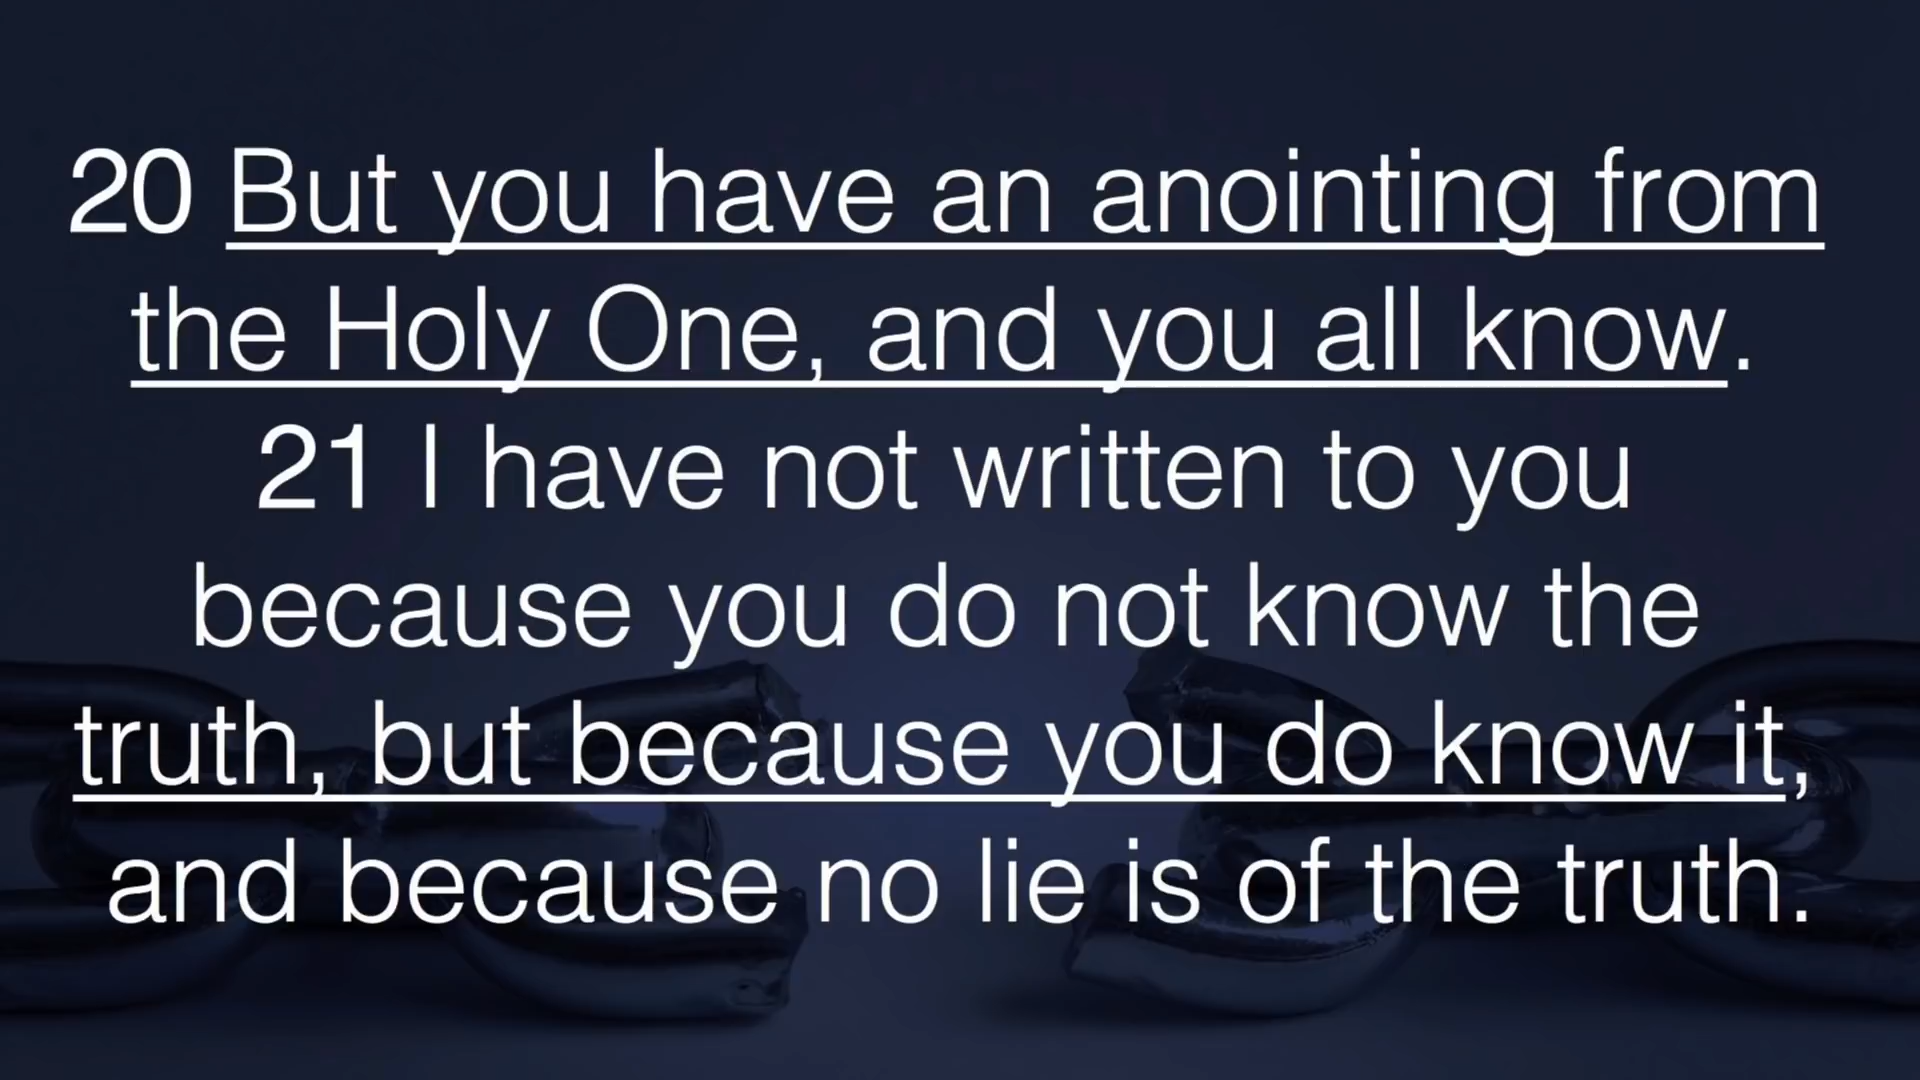 20 But you have an anointing from
the Holy One, and you all know.
21 I have not written to you
because you do not know the
truth, but because you do know it,
and because no lie is of the truth.